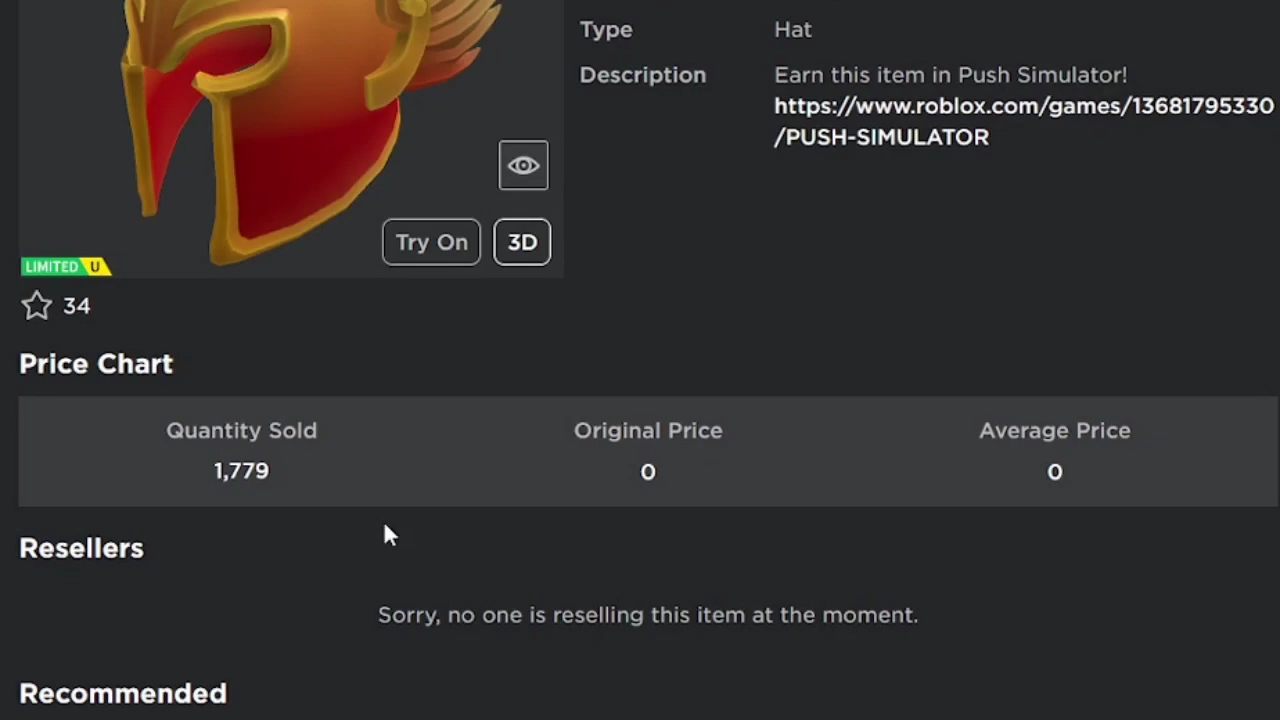 Type Hat
Description Earn this item in Push Simulator!
https://www.roblox.com/games/13681795330
/PUSH-SIMULATOR
Try On 3D
LIMITED U
34
Price Chart
Quantity Sold Original Price Average Price
1,779 0 0
Resellers
Sorry, no one is reselling this item at the moment.
Recommended